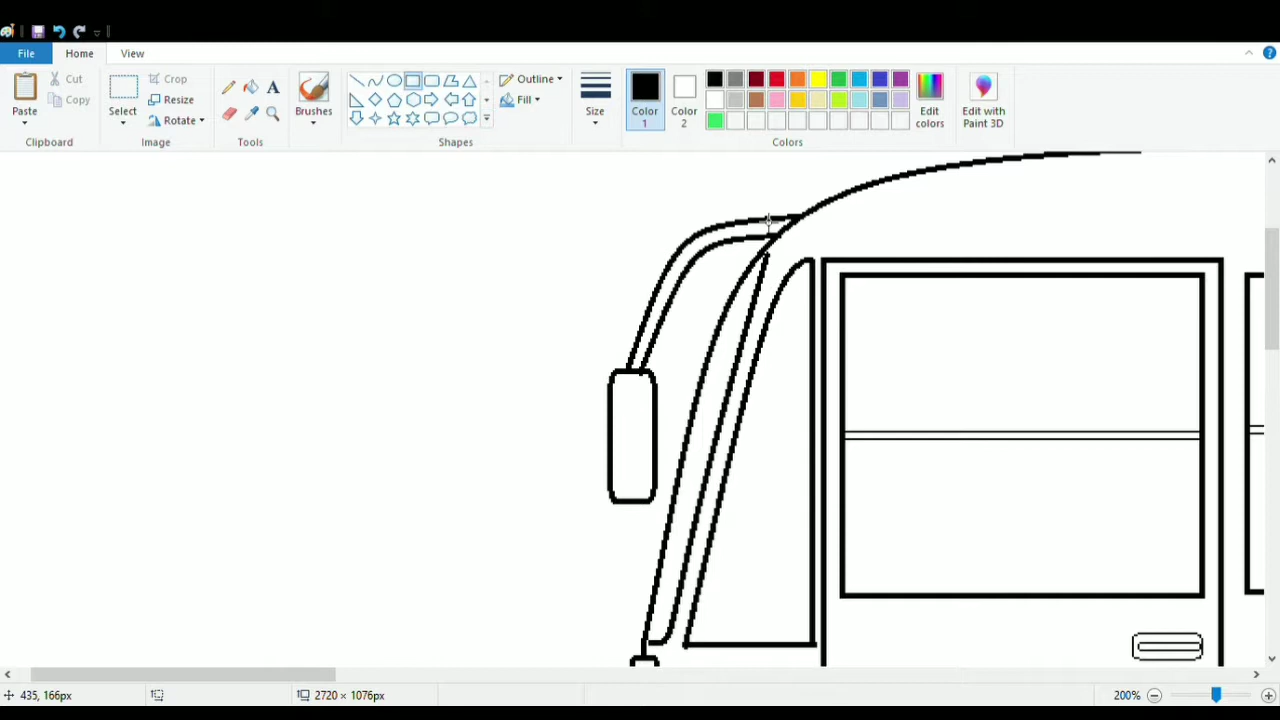 File Home View
Paste
Cut
Copy
Clipboard
Select
Crop
Resize
Rotate
Image
Tools
Brushes
Outline
Fill
Shapes
Size
Color 1
Color 2
Edit colors
Colors
Edit with Paint 3D
435, 166px 2720 × 1076px 200%